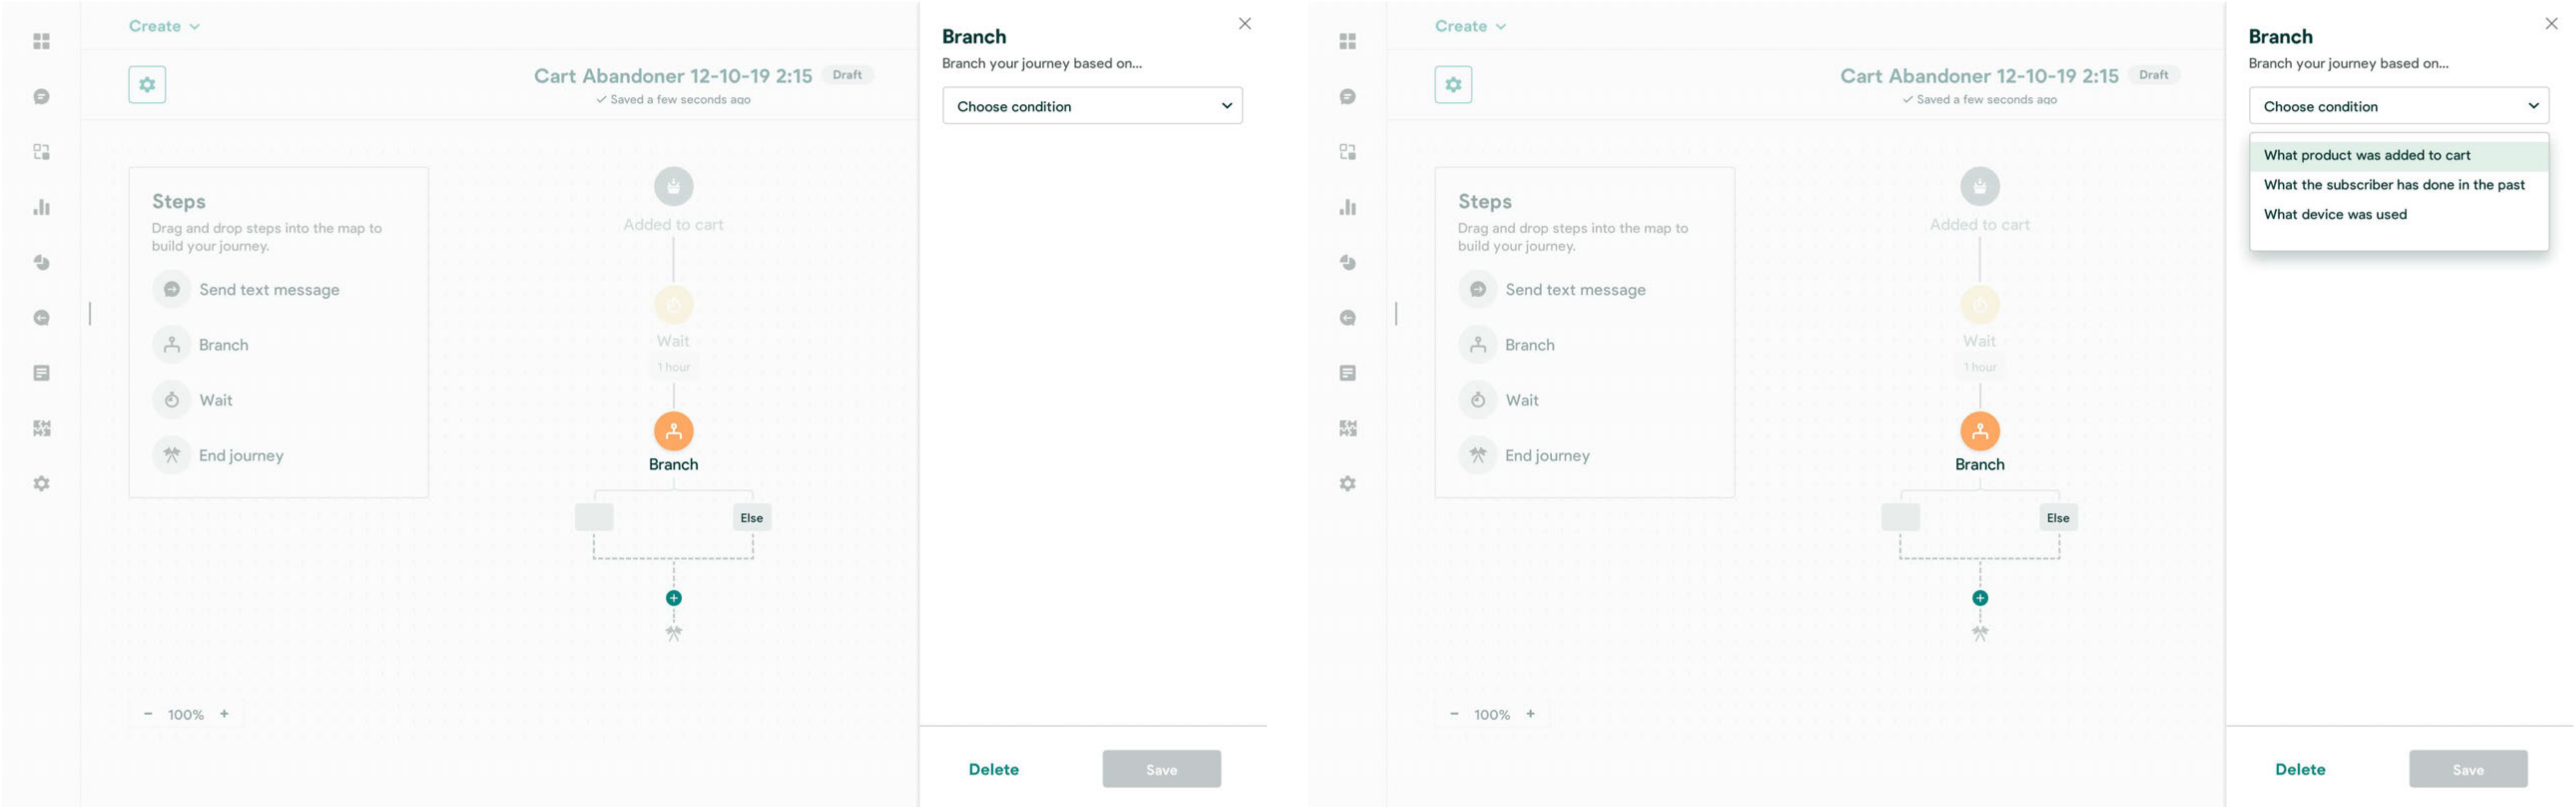 Create
Cart Abandoner 12-10-19 2:15 Draft
Saved a few seconds ago
Steps
Drag and drop steps into the map to
build your journey.
Send text message
Branch
Wait
End journey
Added to cart
Wait
1 hour
Branch
Else
100%
Branch
Branch your journey based on...
Choose condition
Delete
Save
Create
Cart Abandoner 12-10-19 2:15 Draft
Saved a few seconds ago
Steps
Drag and drop steps into the map to
build your journey.
Send text message
Branch
Wait
End journey
Added to cart
Wait
1 hour
Branch
Else
100%
Branch
Branch your journey based on...
Choose condition
What product was added to cart
What the subscriber has done in the past
What device was used
Delete
Save